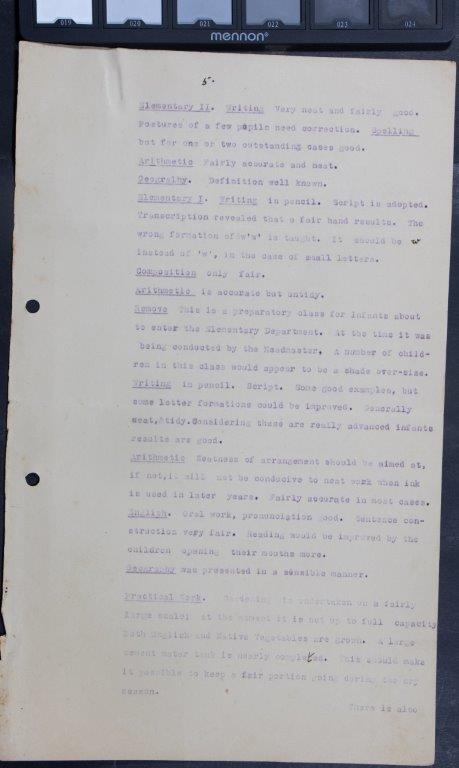 019 020 021 022 023 024
mennon®
5.
Elementary II. Writing Very neat and fairly good.
Postures of a few pupils need correction. Spelling
but for one or two outstanding cases good.
Arithmetic Fairly accurate and neat.
Geogralhy. Definition well known.
Elementary I. Writing in pencil. Script is adopted.
Transcription revealed that a fair hand results. The
wrong formation of 'w' is taught. It should be w
instead of 'w', in the case of small letters.
Composition only fair.
Arithmetic is accurate but untidy.
Remove This is a preparatory class for Infants about
to enter the Elementary Department. At the time it was
being conducted by the Headmaster. A number of child-
ren in this class would appear to be a shade over-size.
Writing in pencil. Script. Some good examples, but
some letter formations could be improved. Generally
neat,&tidy.Considering these are really advanced infants
results are good.
Arithmetic Neatness of arrangement should be aimed at,
if not,it will not be conducive to neat work when ink
is used in later years. Fairly accurate in most cases.
English. Oral work, pronunciation good. Sentence con-
struction very fair. Reading would be improved by the
children opening their mouths more.
Geography was presented in a sensible manner.
Practical Work. Gardening is undertaken on a fairly
large scale; at the moment it is not up to full capacity
Both English and Native Vegetables are grown. A large
cement water tank is nearly completed. This should make
it possible to keep a fair portion going during the dry
season.
There is also